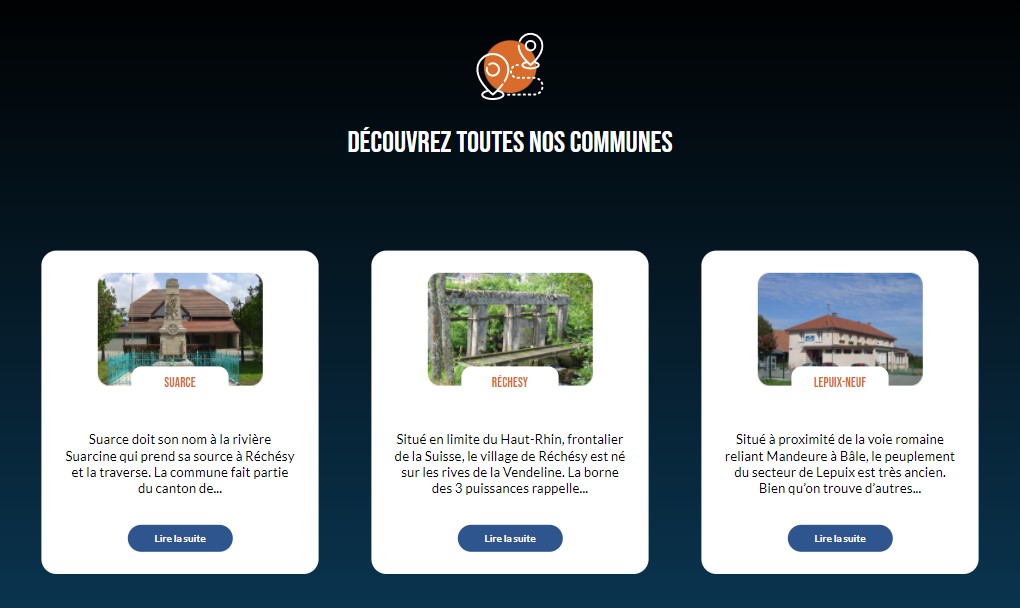 DÉCOUVREZ TOUTES NOS COMMUNES
SUARCE
Suarce doit son nom à la rivière
Suarcine qui prend sa source à Réchésy
et la traverse. La commune fait partie
du canton de...
Lire la suite
RÉCHESY
Situé en limite du Haut-Rhin, frontalier
de la Suisse, le village de Réchésy est né
sur les rives de la Vendeline. La borne
des 3 puissances rappelle...
Lire la suite
LEPUIX-NEUF
Situé à proximité de la voie romaine
reliant Mandeure à Bâle, le peuplement
du secteur de Lepuix est très ancien.
Bien qu’on trouve d’autres...
Lire la suite